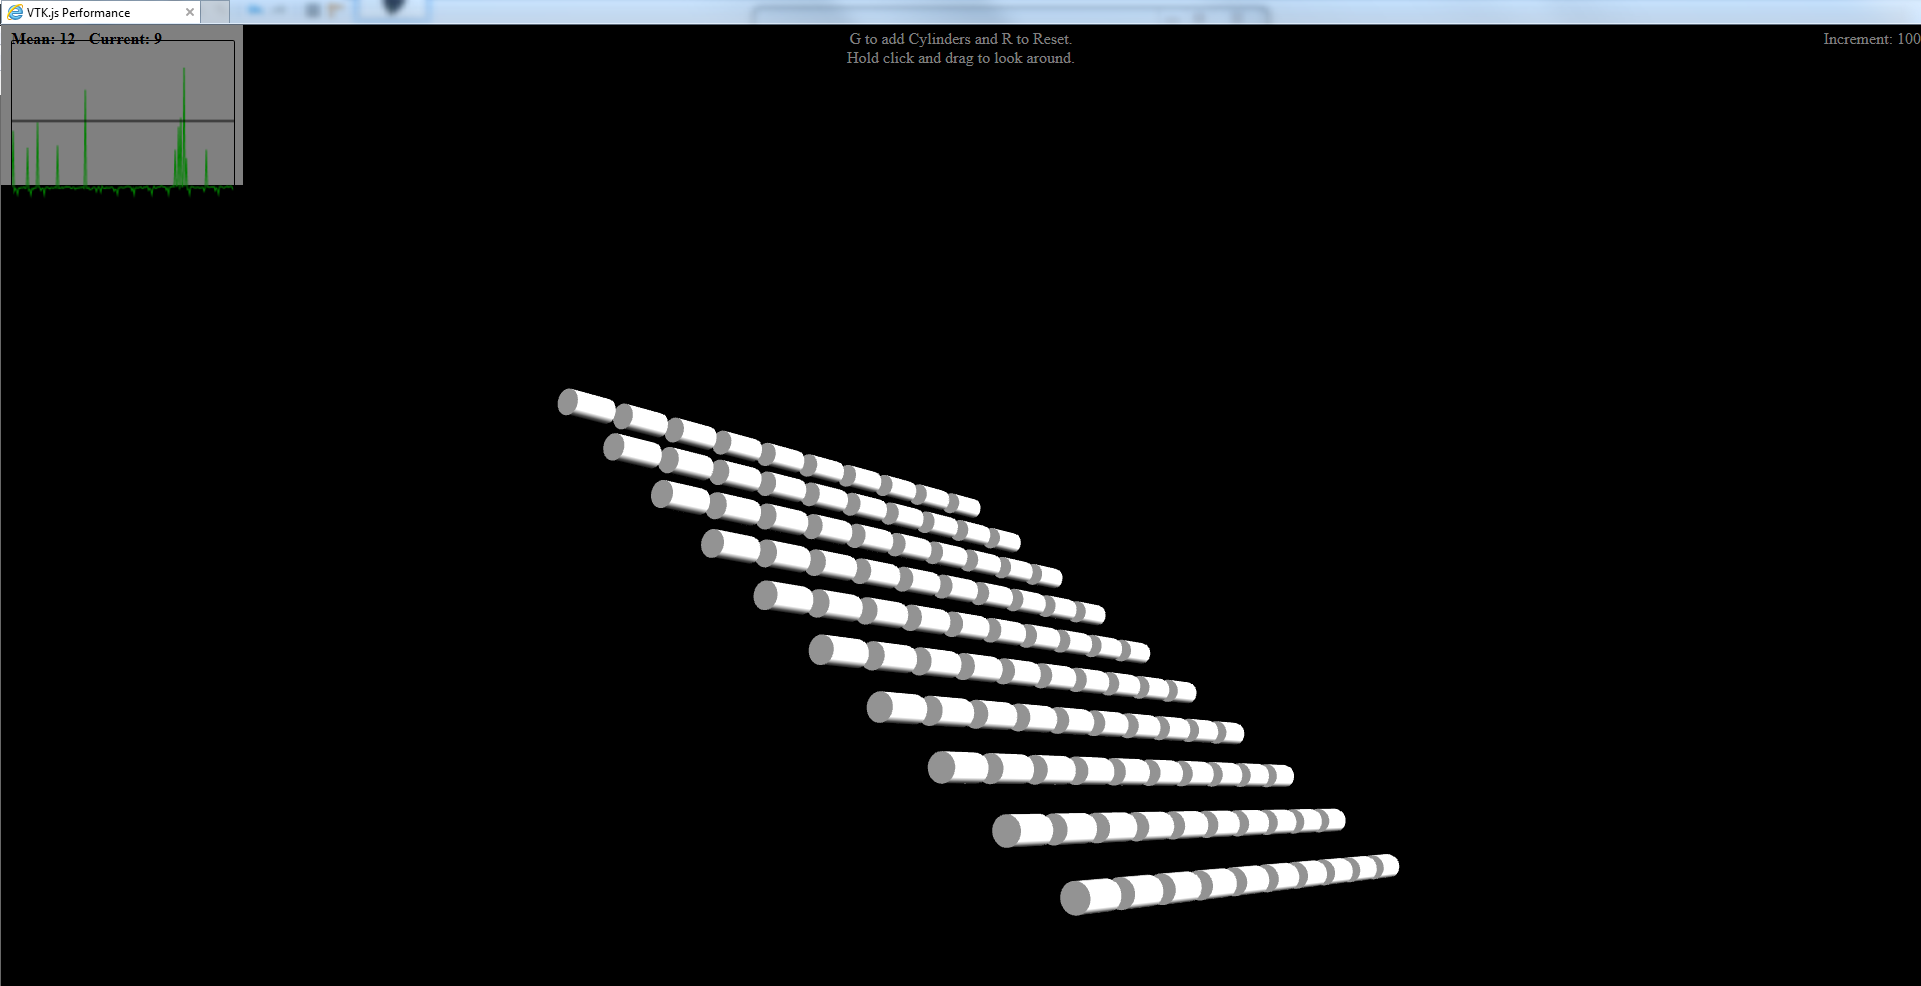 VTK.js Performance
Mean: 12 Current: 9
G to add Cylinders and R to Reset.
Hold click and drag to look around.
Increment: 100